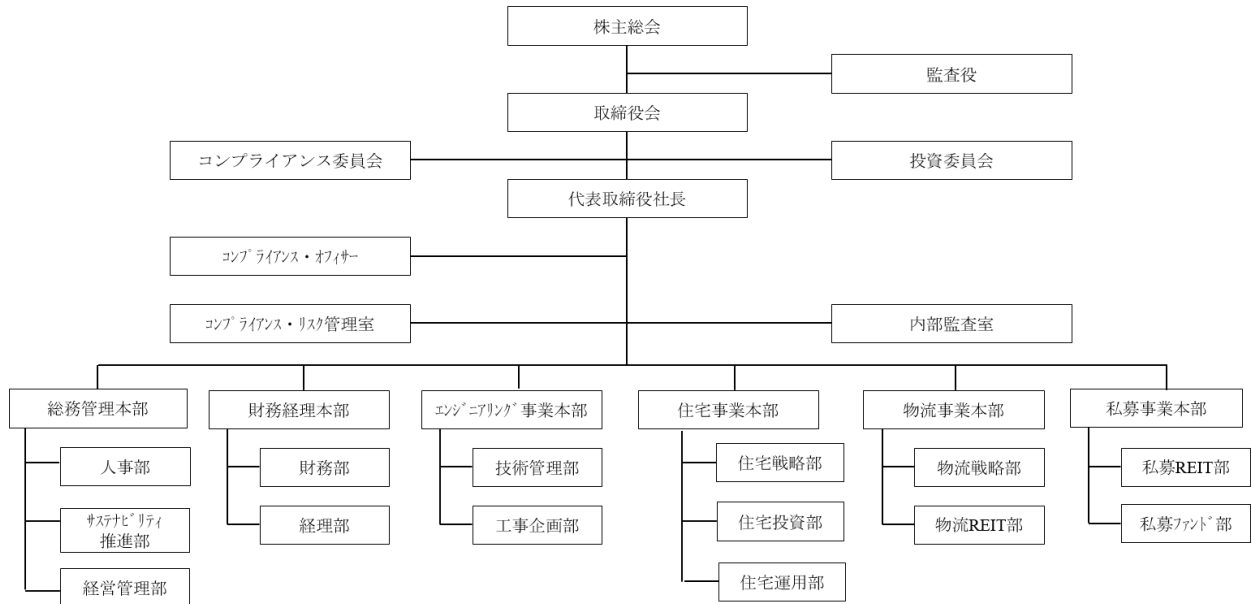 株主総会
監査役
取締役会
コンプライアンス委員会
投資委員会
代表取締役社長
ｺﾝﾌﾟﾗｲｱﾝｽ・ｵﾌｨｻｰ
ｺﾝﾌﾟﾗｲｱﾝｽ・ﾘｽｸ管理室
内部監査室
総務管理本部
財務経理本部
ｴﾝｼﾞﾆｱﾘﾝｸﾞ事業本部
住宅事業本部
物流事業本部
私募事業本部
人事部
財務部
技術管理部
住宅戦略部
物流戦略部
私募REIT部
ｻｽﾃﾅﾋﾞﾘﾃｨ
推進部
経理部
工事企画部
住宅投資部
物流REIT部
私募ﾌｧﾝﾄﾞ部
経営管理部
住宅運用部